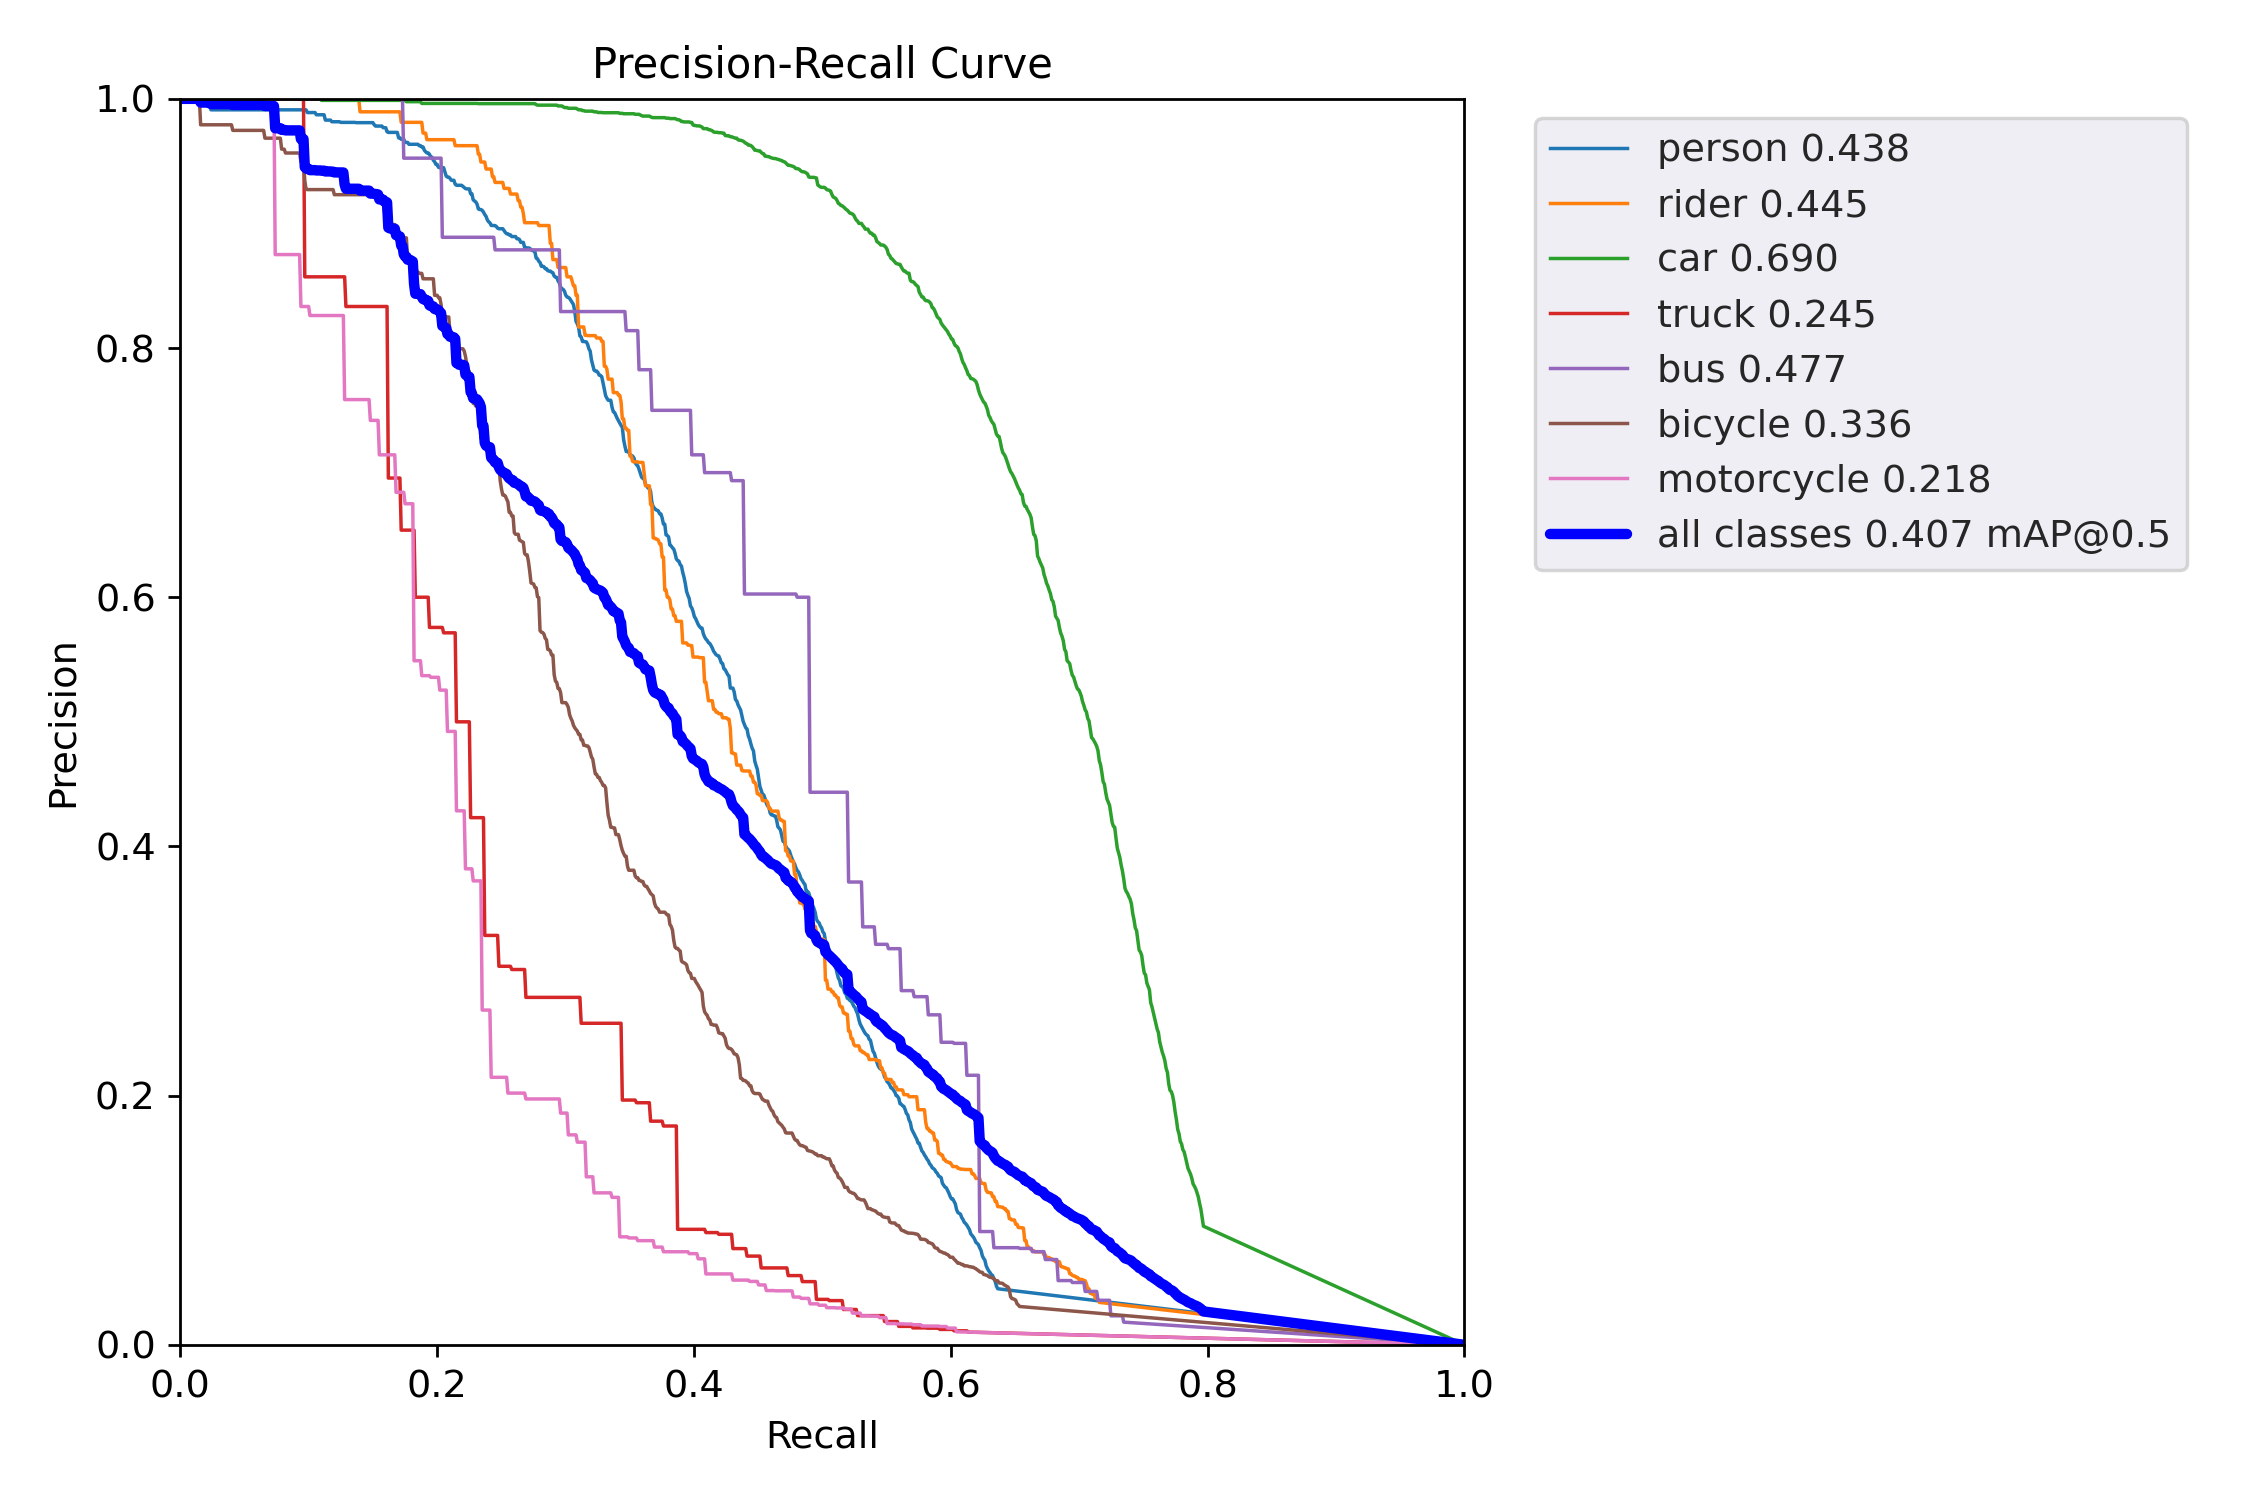 Precision-Recall Curve
1.0
0.8
0.6
0.4
0.2
0.0
Precision
0.0 0.2 0.4 0.6 0.8 1.0
Recall
person 0.438
rider 0.445
car 0.690
truck 0.245
bus 0.477
bicycle 0.336
motorcycle 0.218
all classes 0.407 mAP@0.5